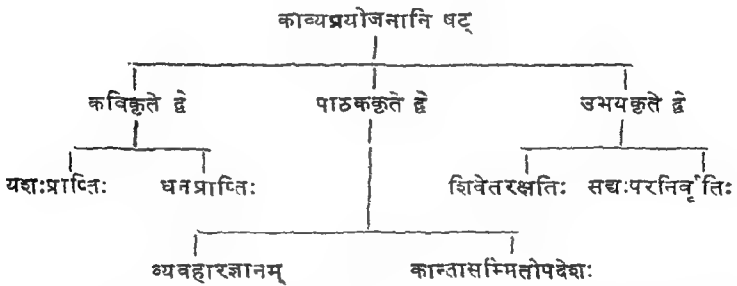 काव्यप्रयोजनानि षट्
कविकृते द्वे पाठककृते द्वे उभयकृते द्वे
यशःप्राप्तिः धनप्राप्तिः शिवेतरक्षतिः सद्यःपरनिर्वृतिः
व्यवहारज्ञानम् कान्तासम्मितोपदेशः